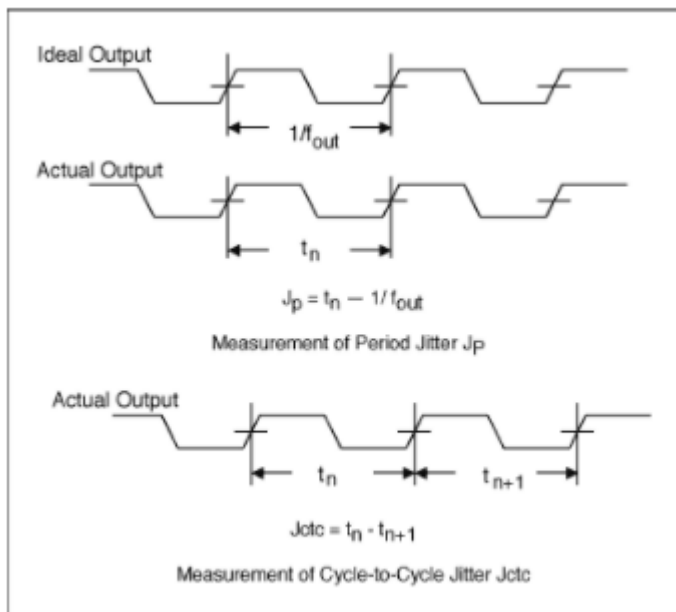 Ideal Output
1/fout
Actual Output
tn
Jp = tn — 1/fout
Measurement of Period Jitter JP
Actual Output
tn
tn+1
Jctc = tn - tn+1
Measurement of Cycle-to-Cycle Jitter Jctc